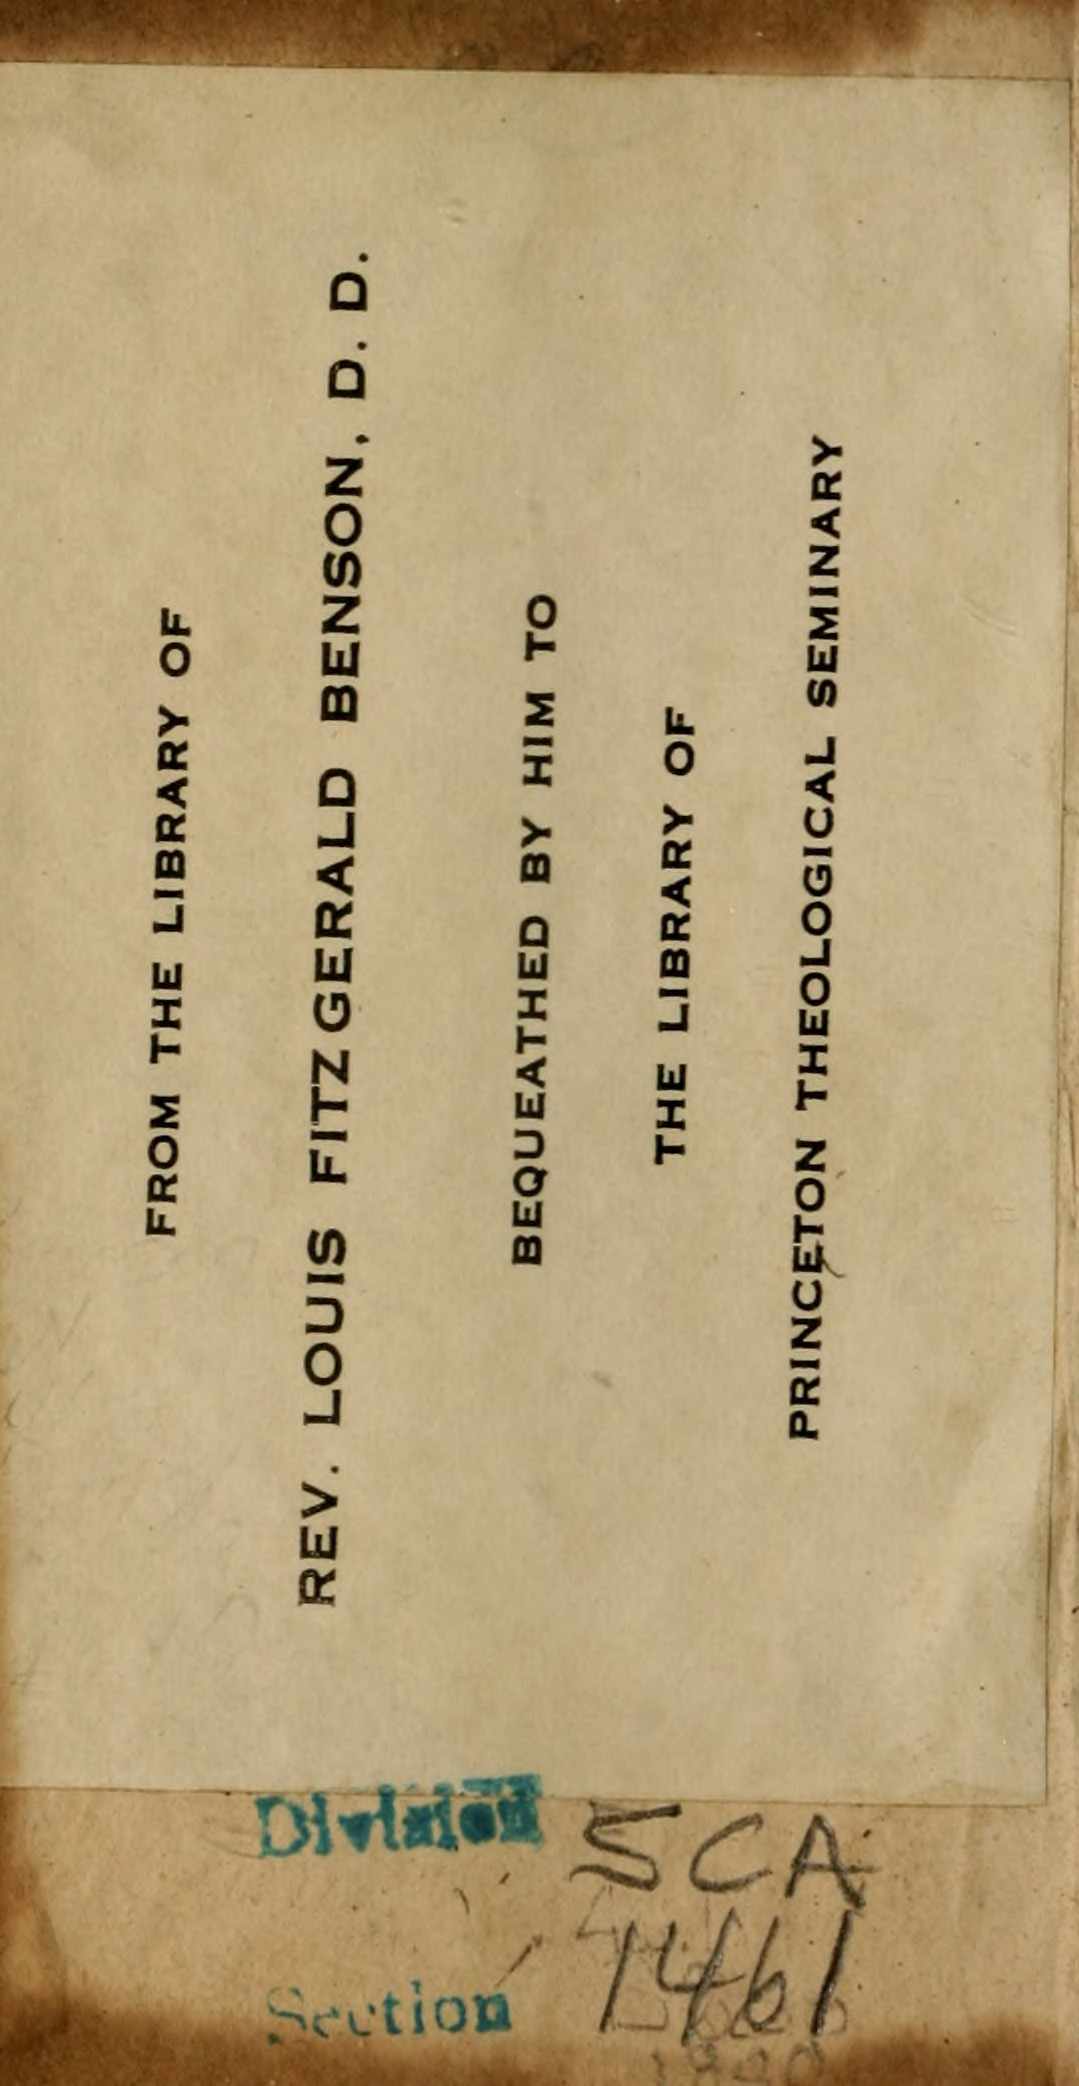 FROM THE LIBRARY OF
REV. LOUIS FITZGERALD BENSON, D. D.
BEQUEATHED BY HIM TO
THE LIBRARY OF
PRINCETON THEOLOGICAL SEMINARY
Division SCA
Section 1461